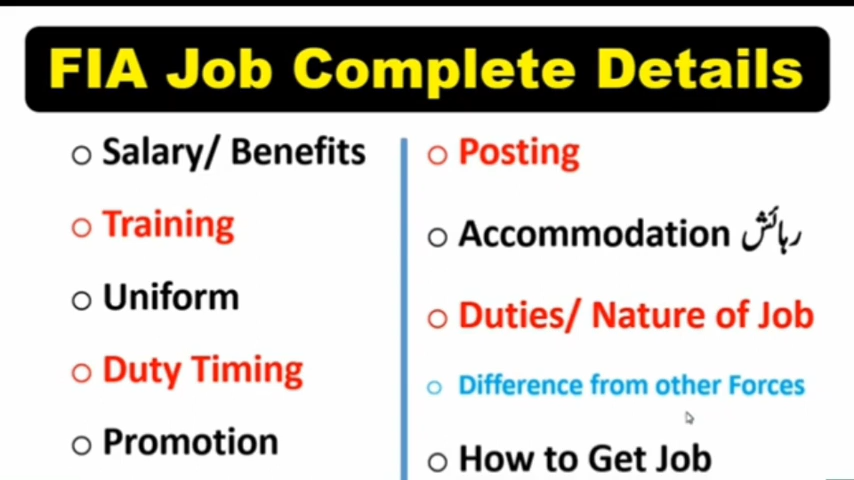 FIA Job Complete Details
Salary/ Benefits
Training
Uniform
Duty Timing
Promotion
Posting
Accommodation رہائش
Duties/ Nature of Job
Difference from other Forces
How to Get Job